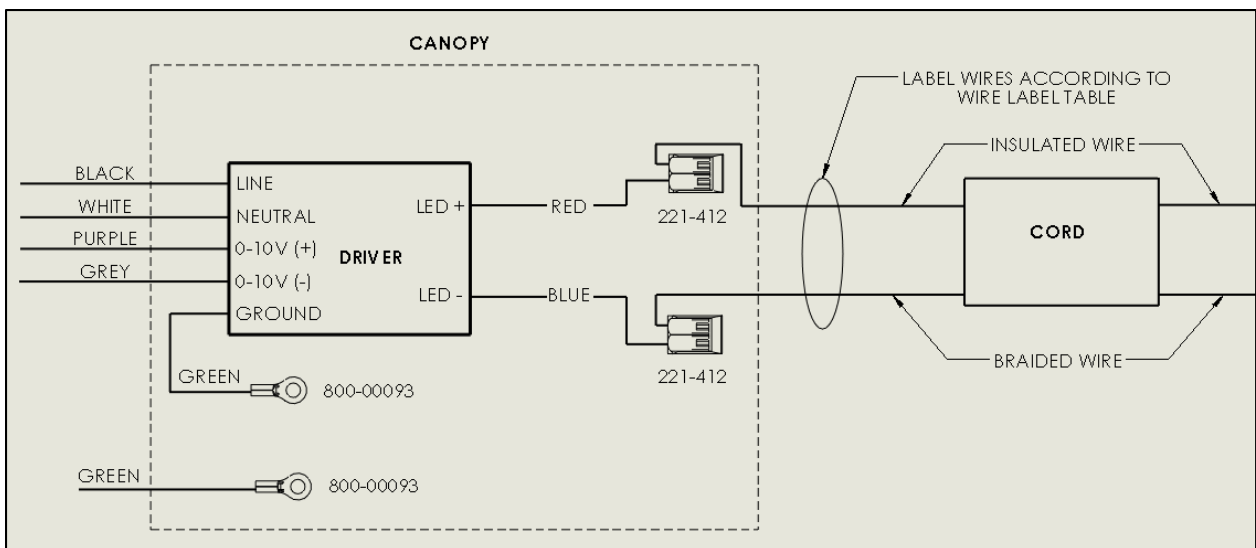 CANOPY
LABEL WIRES ACCORDING TO
WIRE LABEL TABLE
INSULATED WIRE
BLACK
LINE
WHITE
NEUTRAL
LED +
RED
221-412
PURPLE
0-10V (+)
DRIVER
CORD
GREY
0-10V (-)
LED -
BLUE
GROUND
221-412
BRAIDED WIRE
GREEN
800-00093
GREEN
800-00093